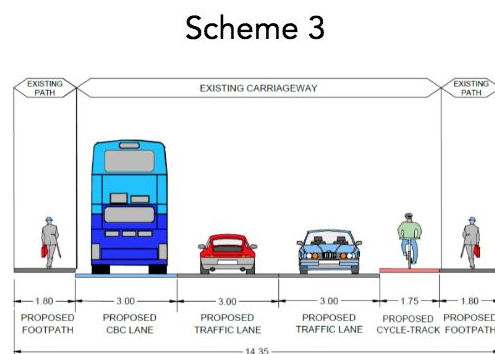 Scheme 3
EXISTING
PATH
EXISTING CARRIAGEWAY
EXISTING
PATH
1.80
3.00
3.00
3.00
1.75
1.80
PROPOSED
FOOTPATH
PROPOSED
CBC LANE
PROPOSED
TRAFFIC LANE
PROPOSED
TRAFFIC LANE
PROPOSED
CYCLE-TRACK
PROPOSED
FOOTPATH
14.35